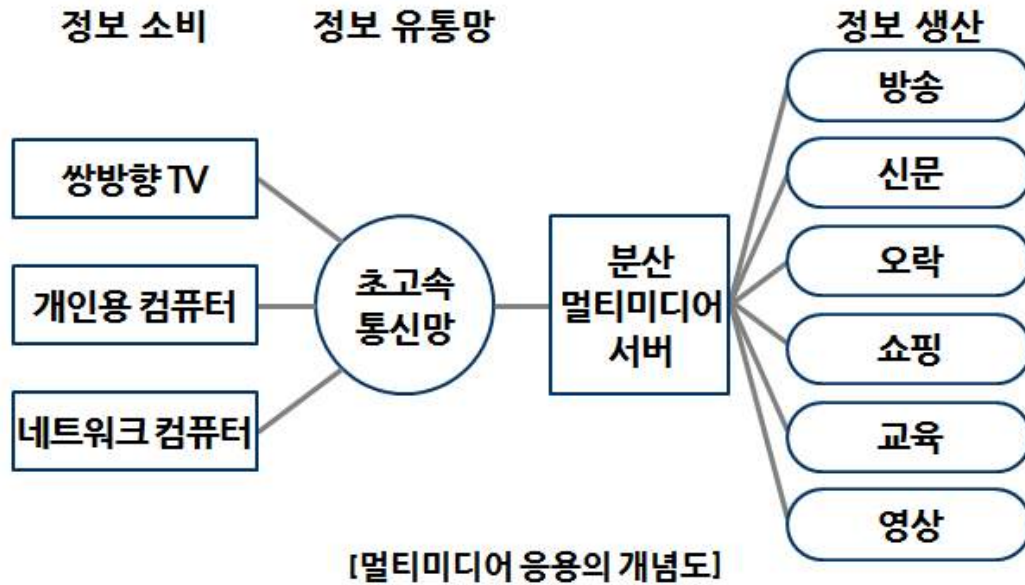 정보 소비
정보 유통망
정보 생산
쌍방향 TV
개인용 컴퓨터
네트워크 컴퓨터
초고속
통신망
분산
멀티미디어
서버
방송
신문
오락
쇼핑
교육
영상
[멀티미디어 응용의 개념도]